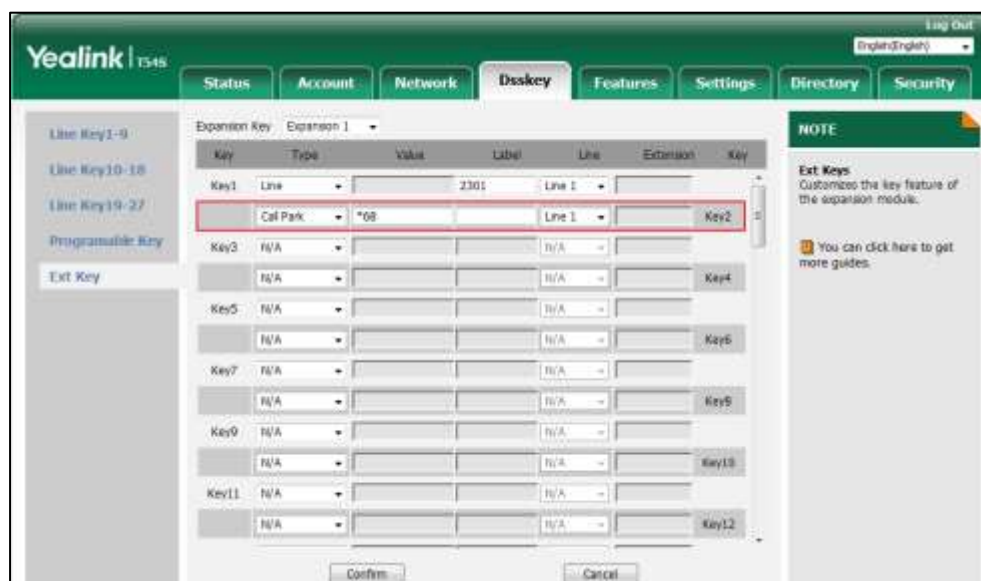 Log Out
Yealink T54S
English(English)
Status Account Network Dsskey Features Settings Directory Security
Line Key1-9
Line Key10-18
Line Key19-27
Programable Key
Ext Key
Expansion Key Expansion 1
Key Type Value Label Line Extension Key
Key1 Line 2301 Line 1
Call Park *68 Line 1 Key2
Key3 N/A N/A
N/A N/A Key4
Key5 N/A N/A
N/A N/A Key6
Key7 N/A N/A
N/A N/A Key8
Key9 N/A N/A
N/A N/A Key10
Key11 N/A N/A
N/A N/A Key12
Confirm Cancel
NOTE
Ext Keys
Customizes the key feature of
the expansion module.
You can click here to get
more guides.